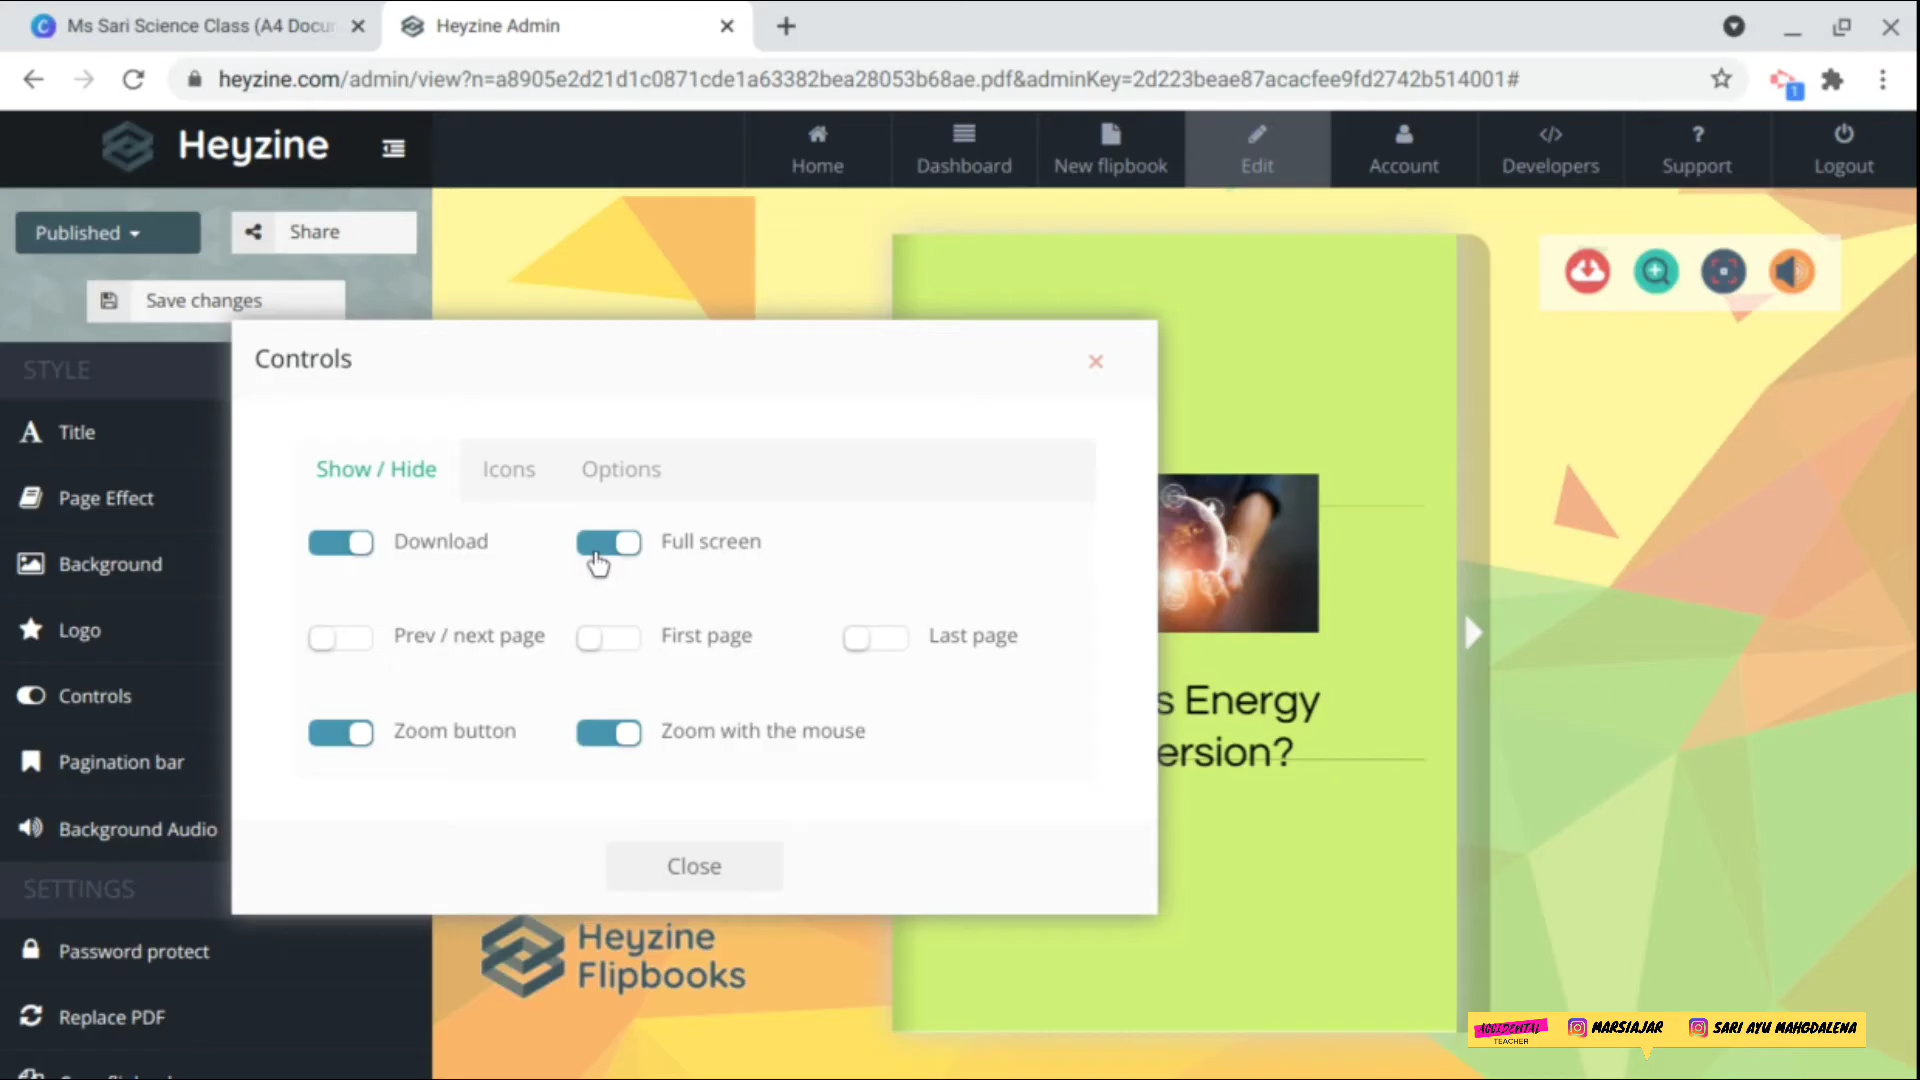 Ms Sari Science Class (A4 Docu
Heyzine Admin
heyzine.com/admin/view?n=a8905e2d21d1c0871cde1a63382bea28053b68ae.pdf&adminKey=2d223beae87acacfee9fd2742b514001#
1
Heyzine
Home
Dashboard
New flipbook
Edit
Account
Developers
Support
Logout
Published
Share
Save changes
STYLE
Title
Page Effect
Background
Logo
Controls
Pagination bar
Background Audio
SETTINGS
Password protect
Replace PDF
Controls
Show / Hide
Icons
Options
Download
Full screen
Prev / next page
First page
Last page
Zoom button
Zoom with the mouse
Close
s Energy
ersion?
Heyzine
Flipbooks
ACCIDENTAL
TEACHER
MARSIAJAR
SARI AYU MAHGDALENA